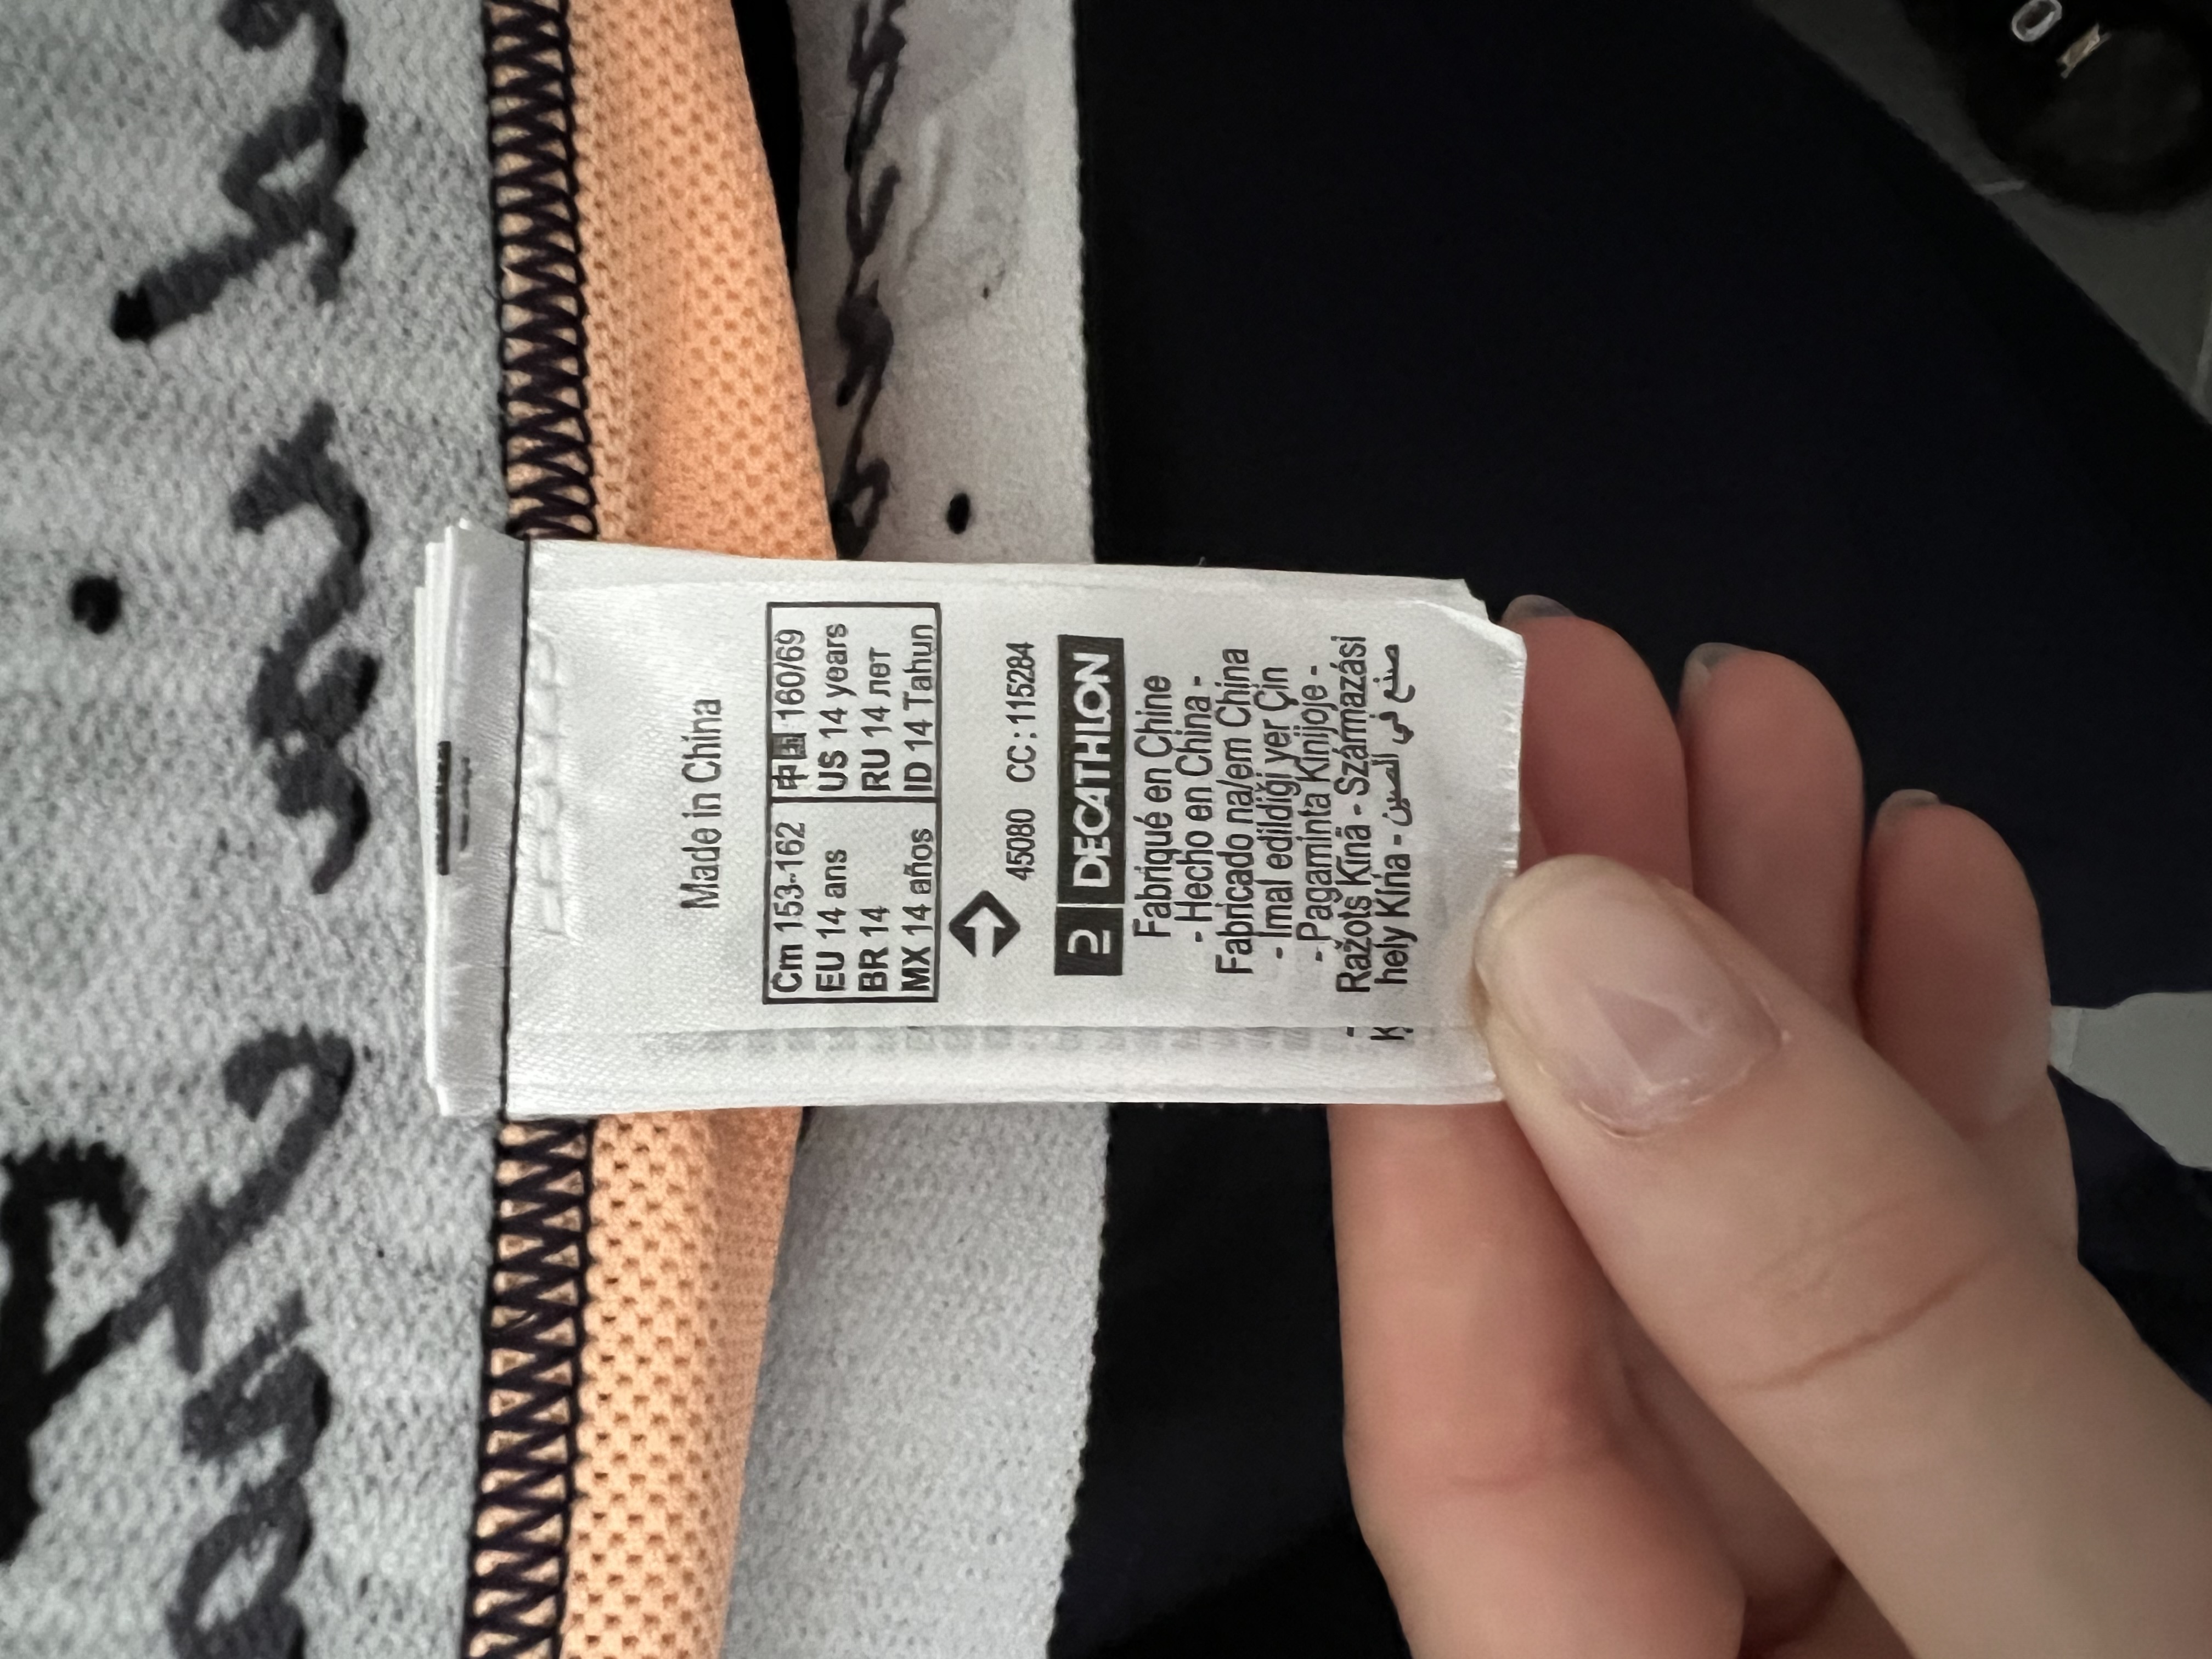 Made in China
Cm 153-162 中国 160/69
EU 14 ans US 14 years
BR 14 RU 14 лет
MX 14 años ID 14 Tahun
45080 CC:115284
DECATHLON
Fabriqué en Chine
- Hecho en China -
Fabricado na/em China
- Imal edildiği yer Çin
- Pagaminta Kinijoje -
Ražots Ķīnā - Származási
hely Kína - صنع في الصين